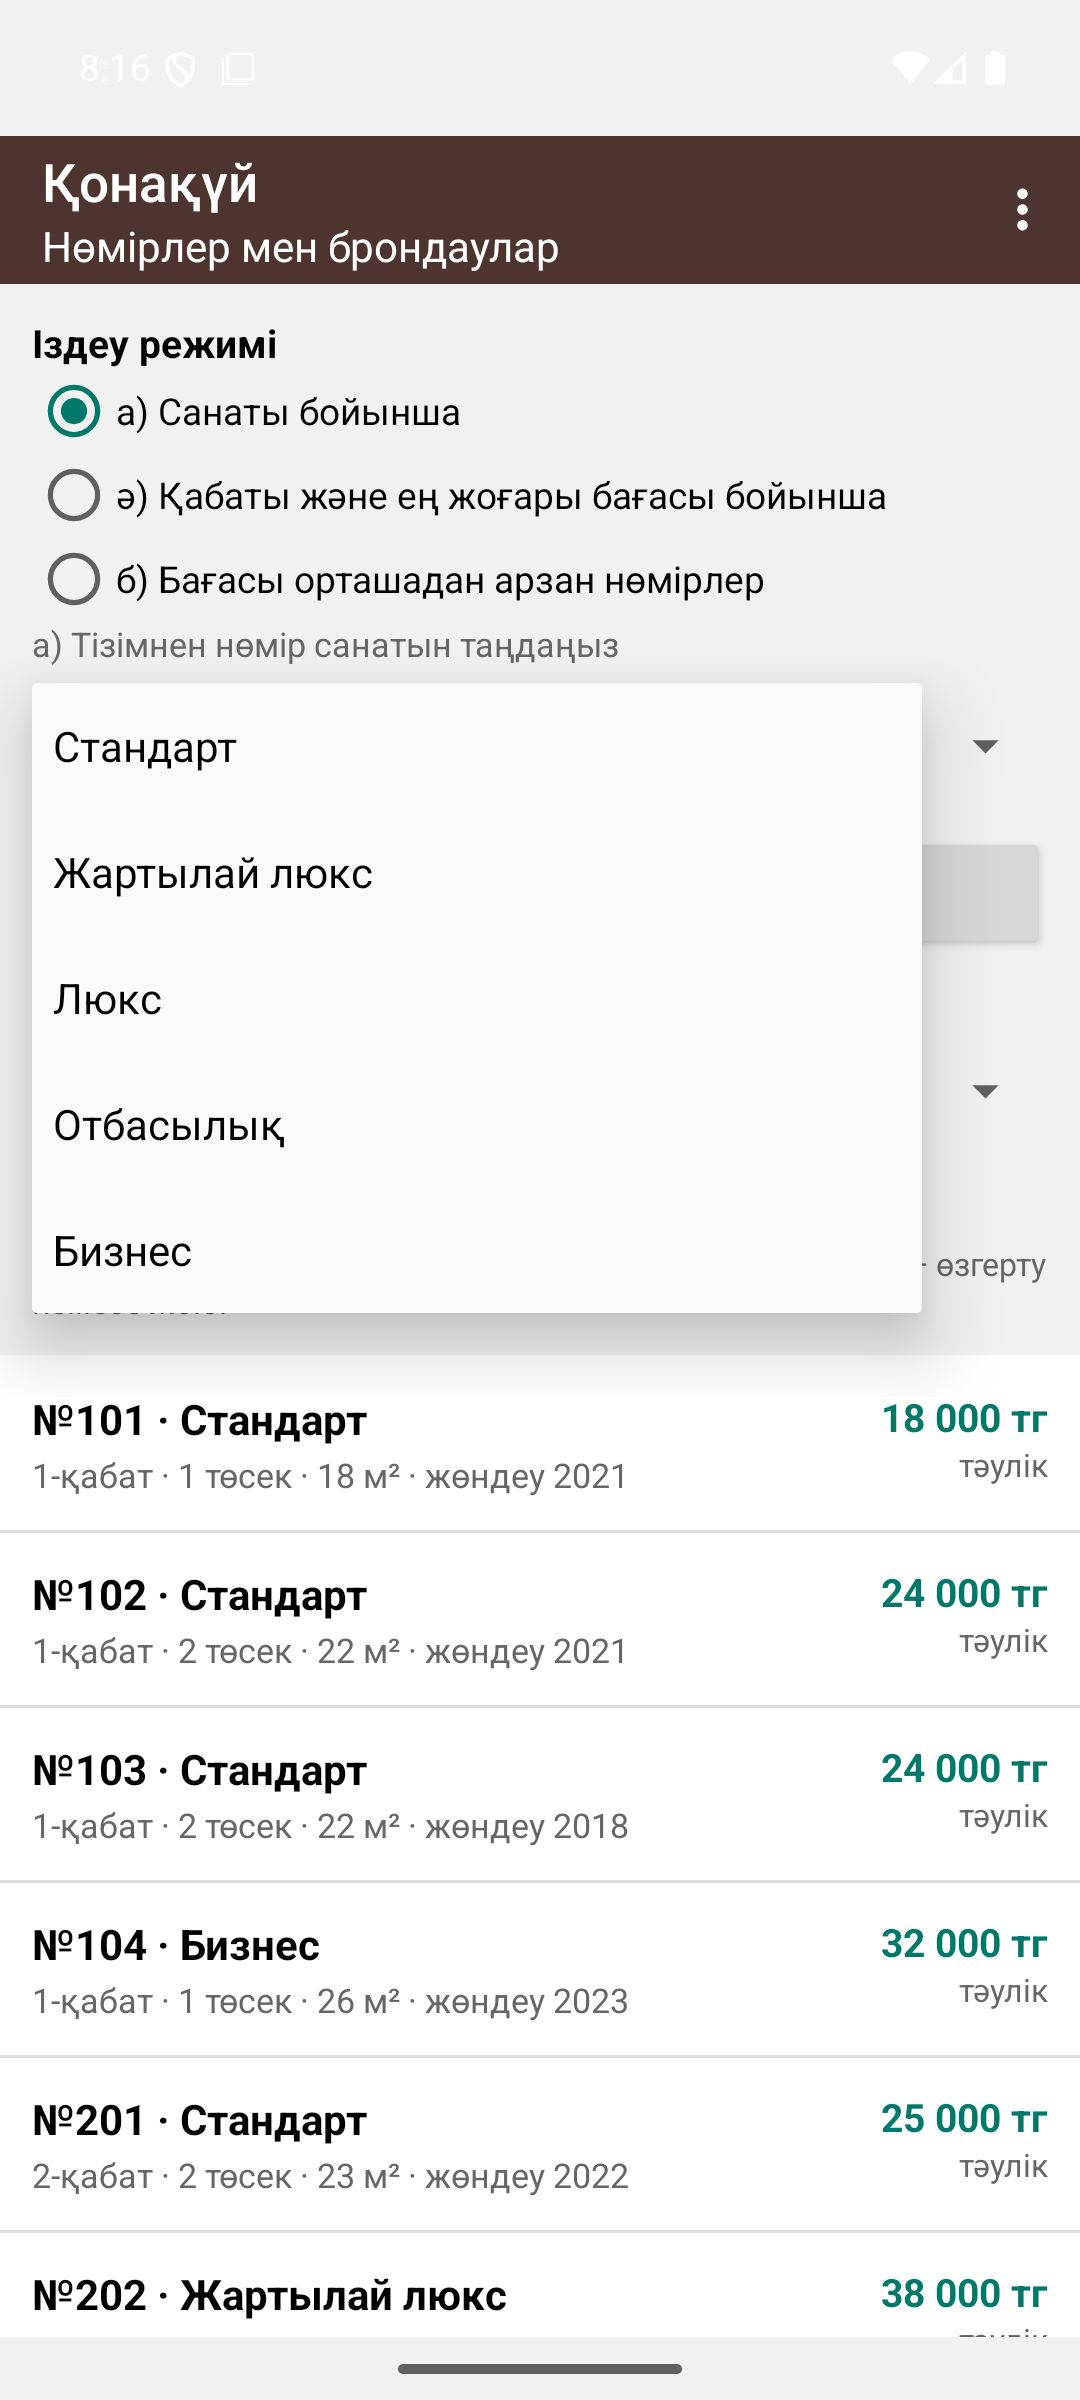 8:16
Қонақүй
Нөмірлер мен брондаулар
Іздеу режимі
а) Санаты бойынша
ә) Қабаты және ең жоғары бағасы бойынша
б) Бағасы орташадан арзан нөмірлер
а) Тізімнен нөмір санатын таңдаңыз
Стандарт
Жартылай люкс
Люкс
Отбасылық
Бизнес
өзгерту
№101 · Стандарт
18 000 тг
1-қабат · 1 төсек · 18 м² · жөндеу 2021
тәулік
№102 · Стандарт
24 000 тг
1-қабат · 2 төсек · 22 м² · жөндеу 2021
тәулік
№103 · Стандарт
24 000 тг
1-қабат · 2 төсек · 22 м² · жөндеу 2018
тәулік
№104 · Бизнес
32 000 тг
1-қабат · 1 төсек · 26 м² · жөндеу 2023
тәулік
№201 · Стандарт
25 000 тг
2-қабат · 2 төсек · 23 м² · жөндеу 2022
тәулік
№202 · Жартылай люкс
38 000 тг